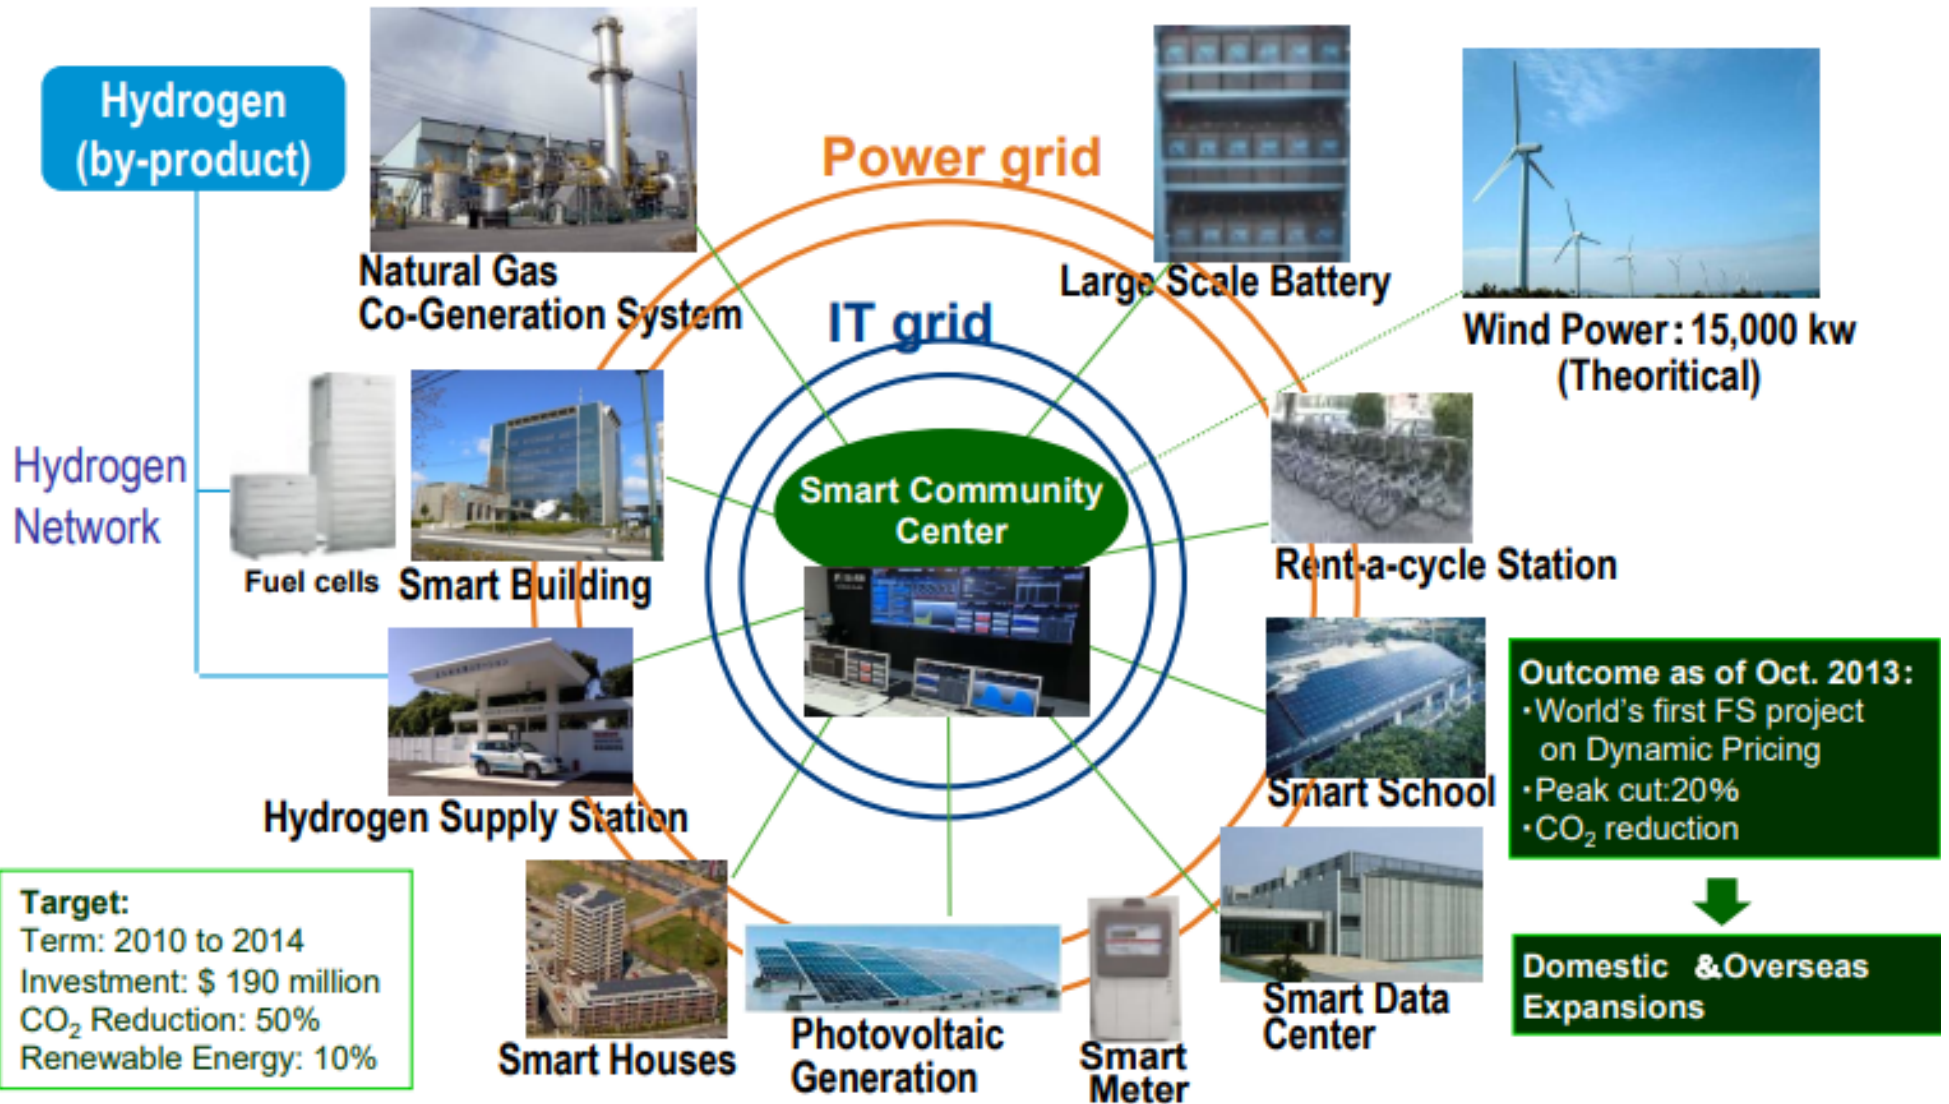 Hydrogen
(by-product)
Power grid
Natural Gas
Co-Generation System
Large Scale Battery
IT grid
Wind Power: 15,000 kw
(Theoritical)
Hydrogen
Network
Smart Community
Center
Fuel cells
Smart Building
Rent-a-cycle Station
Hydrogen Supply Station
Smart School
Outcome as of Oct. 2013:
・World's first FS project
on Dynamic Pricing
・Peak cut:20%
・CO₂ reduction
Target:
Term: 2010 to 2014
Investment: $ 190 million
CO₂ Reduction: 50%
Renewable Energy: 10%
Smart Houses
Photovoltaic
Generation
Smart
Meter
Smart Data
Center
Domestic &Overseas
Expansions